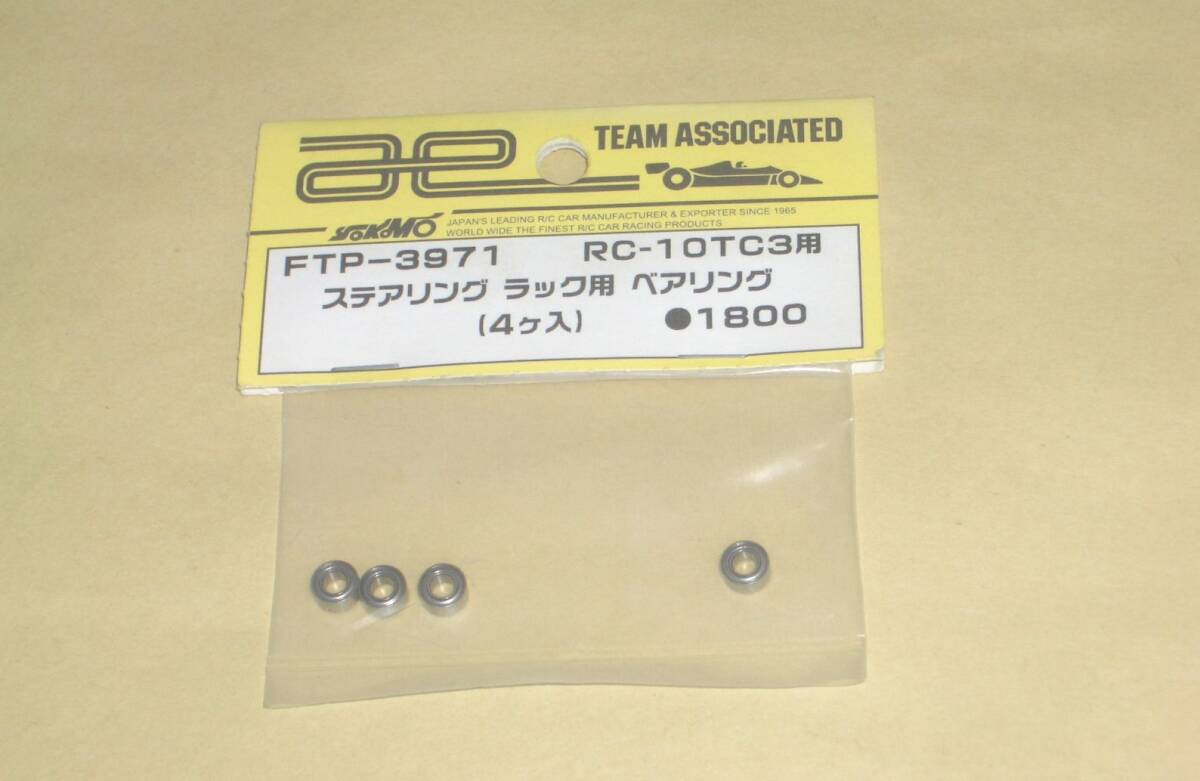 ae
TEAM ASSOCIATED
YOKOMO
JAPAN'S LEADING R/C CAR MANUFACTURER & EXPORTER SINCE 1965
WORLD WIDE THE FINEST R/C CAR RACING PRODUCTS
FTP-3971 RC-10TC3用
ステアリング ラック用 ベアリング
(4ヶ入) ●1800